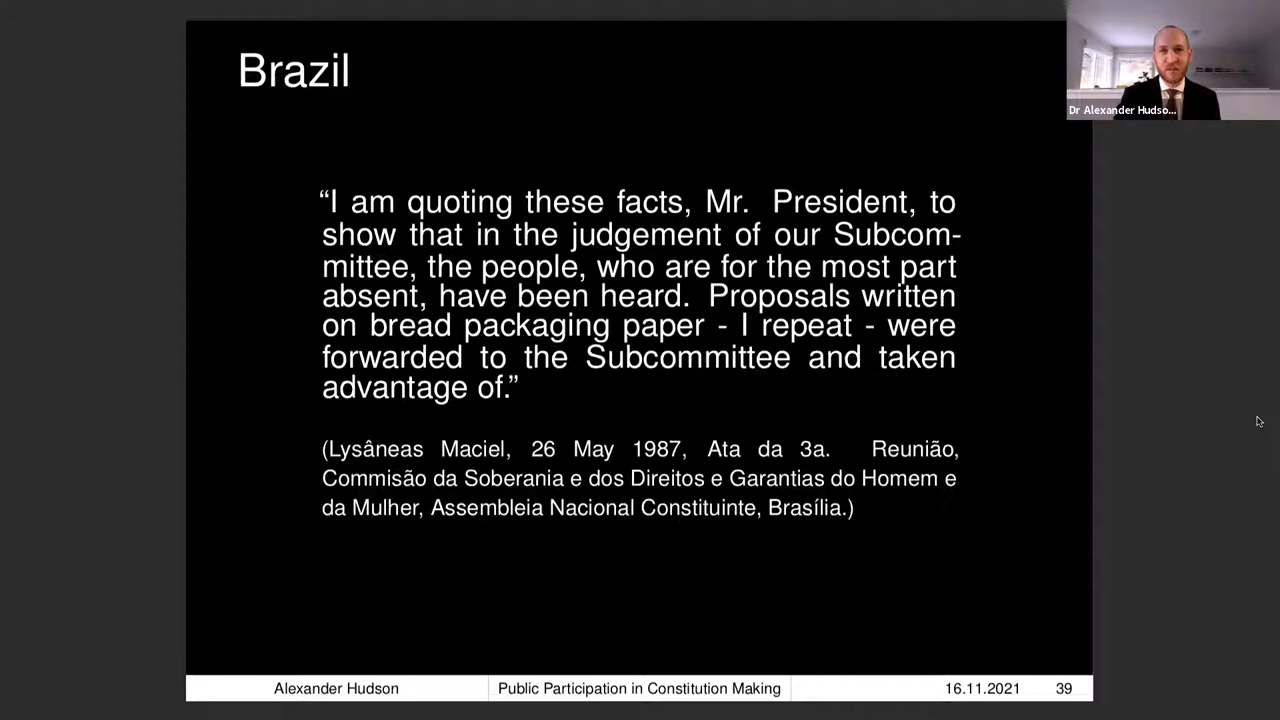 Brazil
Dr Alexander Hudso...
“I am quoting these facts, Mr. President, to
show that in the judgement of our Subcom-
mittee, the people, who are for the most part
absent, have been heard. Proposals written
on bread packaging paper - I repeat - were
forwarded to the Subcommittee and taken
advantage of.”
(Lysâneas Maciel, 26 May 1987, Ata da 3a. Reunião,
Commisão da Soberania e dos Direitos e Garantias do Homem e
da Mulher, Assembleia Nacional Constituinte, Brasília.)
Alexander Hudson Public Participation in Constitution Making 16.11.2021 39